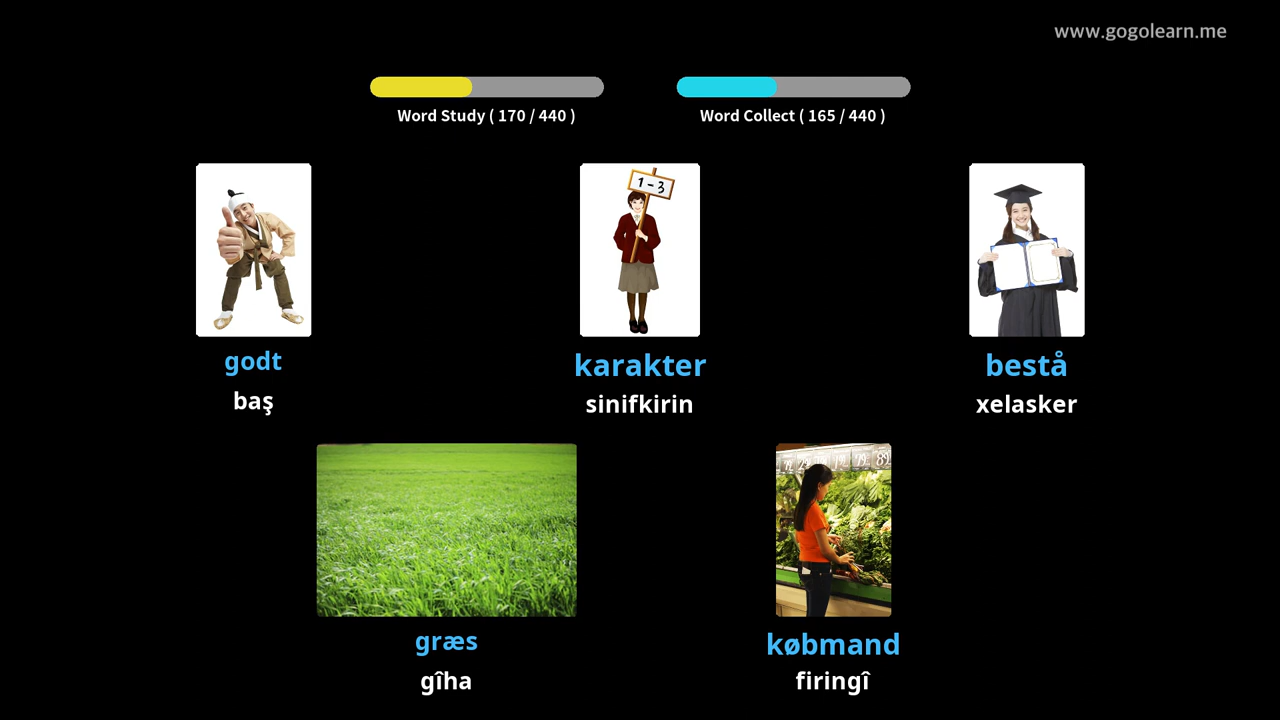 www.gogolearn.me
Word Study ( 170 / 440 )
Word Collect ( 165 / 440 )
1 - 3
godt
baş
karakter
sinifkirin
bestå
xelasker
græs
gîha
købmand
firingî